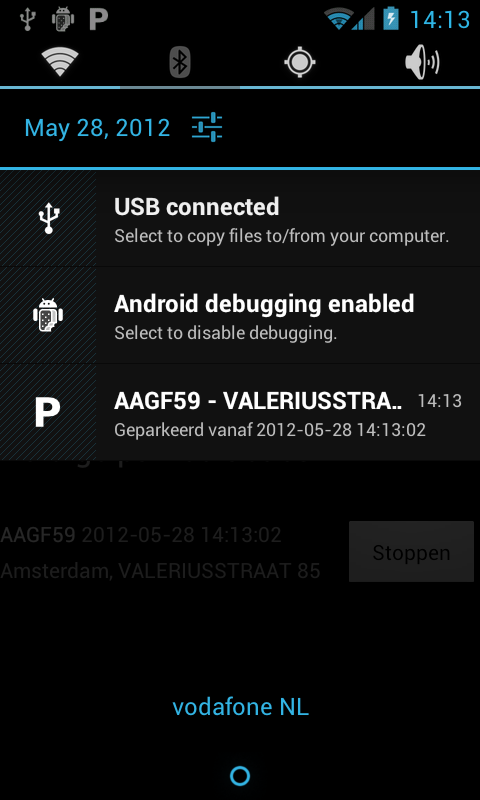 P 14:13
May 28, 2012
USB connected
Select to copy files to/from your computer.
Android debugging enabled
Select to disable debugging.
P
AAGF59 - VALERIUSSTRA..
14:13
Geparkeerd vanaf 2012-05-28 14:13:02
AAGF59 2012-05-28 14:13:02
Stoppen
Amsterdam, VALERIUSSTRAAT 85
vodafone NL